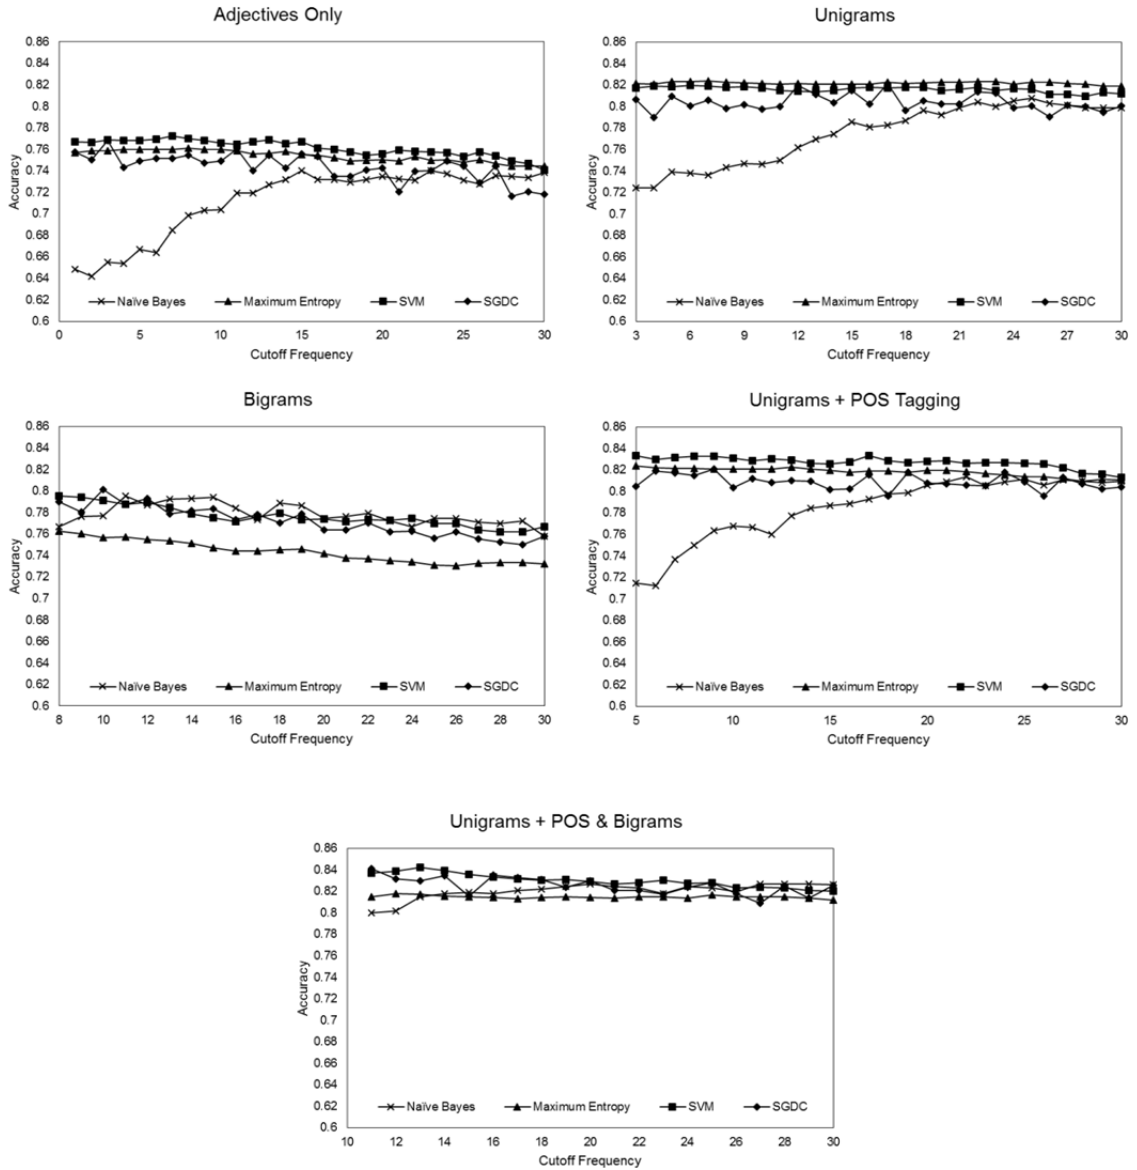 Adjectives Only
0.86
0.84
0.82
0.8
0.78
0.76
0.74
0.72
0.7
0.68
0.66
0.64
0.62
0.6
Accuracy
Naïve Bayes Maximum Entropy SVM SGDC
0 5 10 15 20 25 30
Cutoff Frequency
Unigrams
0.86
0.84
0.82
0.8
0.78
0.76
0.74
0.72
0.7
0.68
0.66
0.64
0.62
0.6
Accuracy
Naïve Bayes Maximum Entropy SVM SGDC
3 6 9 12 15 18 21 24 27 30
Cutoff Frequency
Bigrams
0.86
0.84
0.82
0.8
0.78
0.76
0.74
0.72
0.7
0.68
0.66
0.64
0.62
0.6
Accuracy
Naïve Bayes Maximum Entropy SVM SGDC
8 10 12 14 16 18 20 22 24 26 28 30
Cutoff Frequency
Unigrams + POS Tagging
0.86
0.84
0.82
0.8
0.78
0.76
0.74
0.72
0.7
0.68
0.66
0.64
0.62
0.6
Accuracy
Naïve Bayes Maximum Entropy SVM SGDC
5 10 15 20 25 30
Cutoff Frequency
Unigrams + POS & Bigrams
0.86
0.84
0.82
0.8
0.78
0.76
0.74
0.72
0.7
0.68
0.66
0.64
0.62
0.6
Accuracy
Naïve Bayes Maximum Entropy SVM SGDC
10 12 14 16 18 20 22 24 26 28 30
Cutoff Frequency